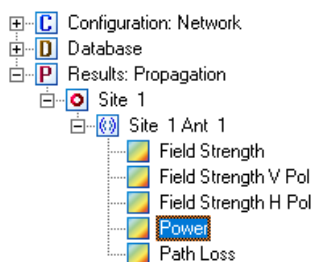 C Configuration: Network
D Database
P Results: Propagation
Site 1
Site 1 Ant 1
Field Strength
Field Strength V Pol
Field Strength H Pol
Power
Path Loss